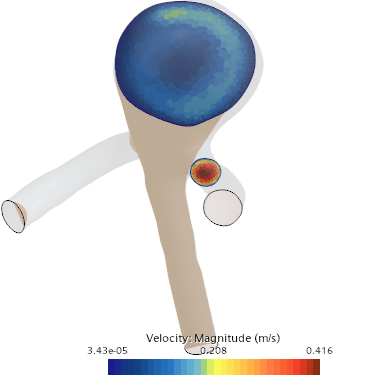 Velocity: Magnitude (m/s)
3.43e-05 0.208 0.416